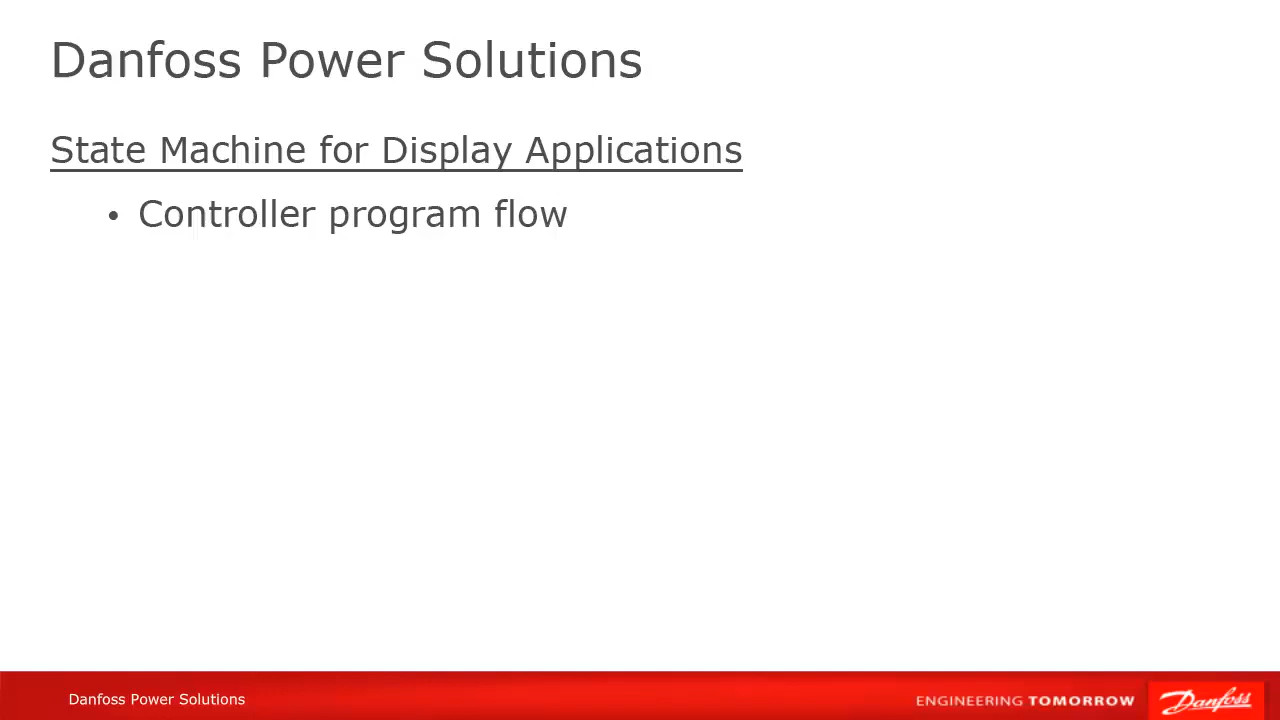 Danfoss Power Solutions
State Machine for Display Applications
• Controller program flow
Danfoss Power Solutions
ENGINEERING TOMORROW
Danfoss